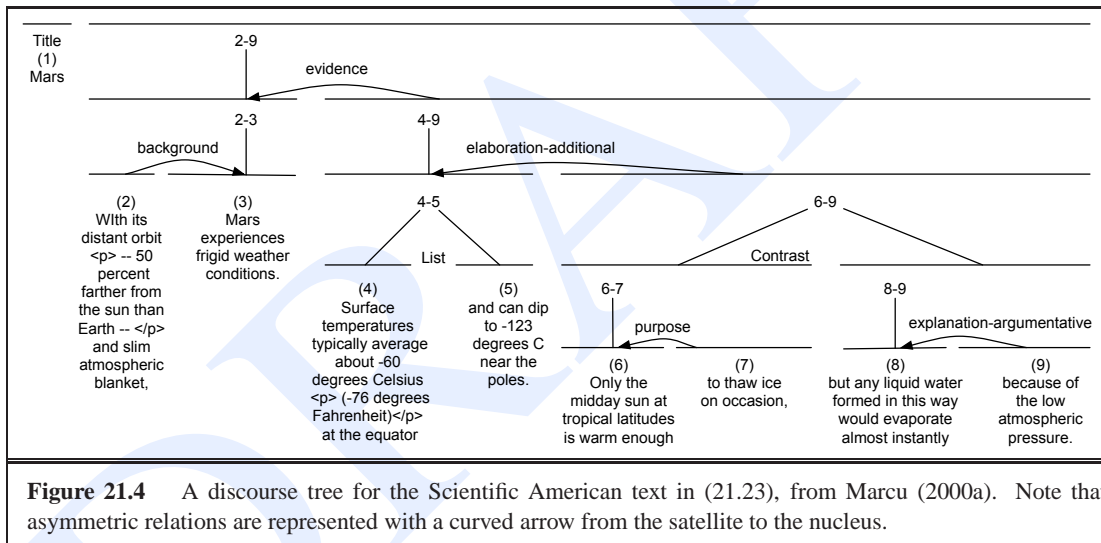 Title
(1)
Mars
2-9
evidence
2-3
4-9
background
elaboration-additional
(2)
WIth its
distant orbit
<p> -- 50
percent
farther from
the sun than
Earth -- </p>
and slim
atmospheric
blanket,
(3)
Mars
experiences
frigid weather
conditions.
4-5
List
6-9
Contrast
(4)
Surface
temperatures
typically average
about -60
degrees Celsius
<p> (-76 degrees
Fahrenheit)</p>
at the equator
(5)
and can dip
to -123
degrees C
near the
poles.
6-7
purpose
8-9
explanation-argumentative
(6)
Only the
midday sun at
tropical latitudes
is warm enough
(7)
to thaw ice
on occasion,
(8)
but any liquid water
formed in this way
would evaporate
almost instantly
(9)
because of
the low
atmospheric
pressure.
Figure 21.4 A discourse tree for the Scientific American text in (21.23), from Marcu (2000a). Note that
asymmetric relations are represented with a curved arrow from the satellite to the nucleus.
DRAF